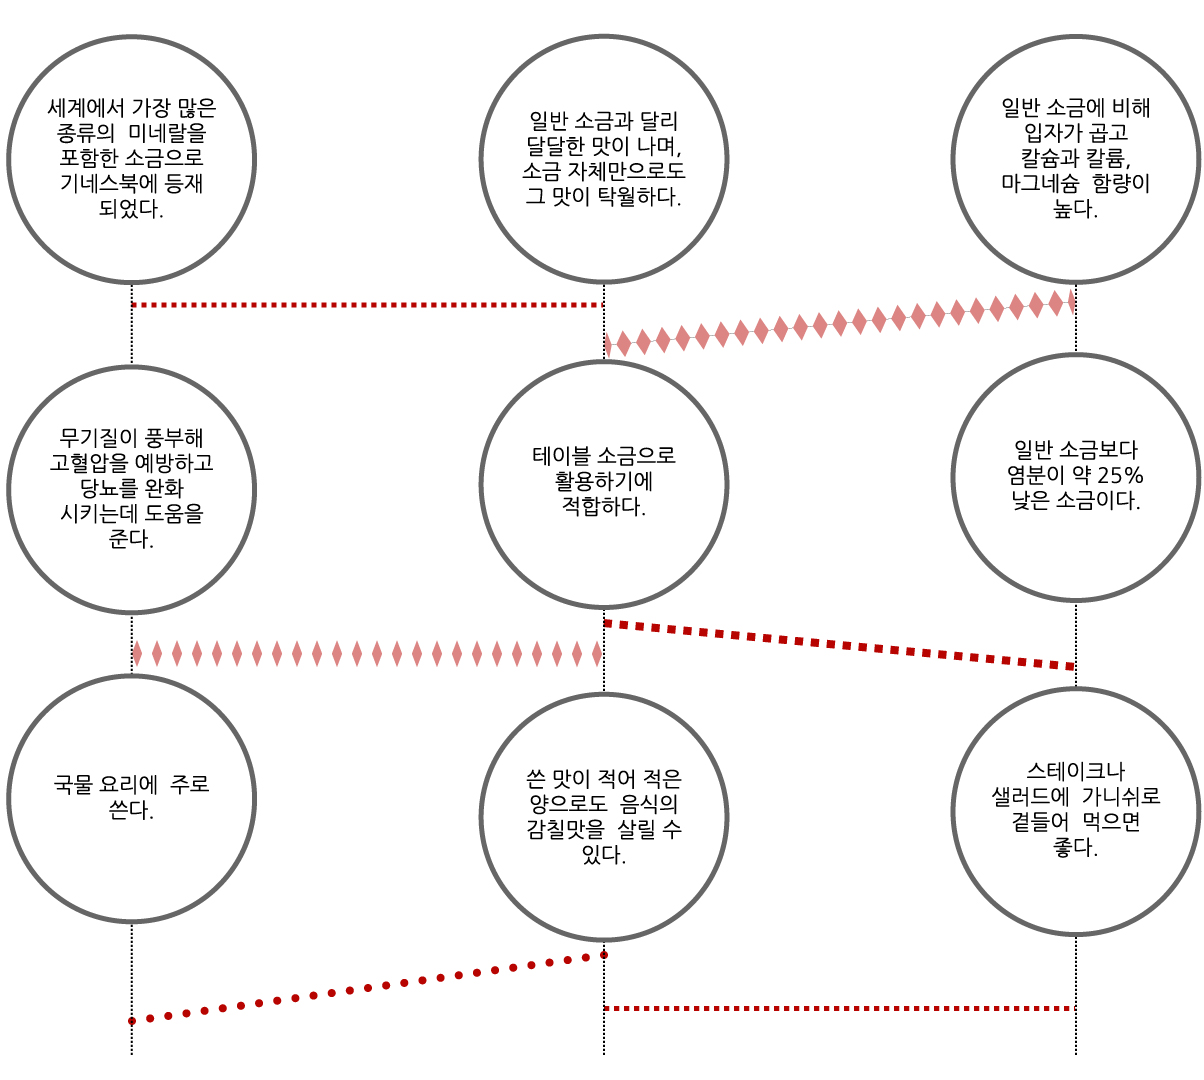 세계에서 가장 많은
종류의 미네랄을
포함한 소금으로
기네스북에 등재
되었다.
일반 소금과 달리
달달한 맛이 나며,
소금 자체만으로도
그 맛이 탁월하다.
일반 소금에 비해
입자가 곱고
칼슘과 칼륨,
마그네슘 함량이
높다.
무기질이 풍부해
고혈압을 예방하고
당뇨를 완화
시키는데 도움을
준다.
테이블 소금으로
활용하기에
적합하다.
일반 소금보다
염분이 약 25%
낮은 소금이다.
국물 요리에 주로
쓴다.
쓴 맛이 적어 적은
양으로도 음식의
감칠맛을 살릴 수
있다.
스테이크나
샐러드에 가니쉬로
곁들어 먹으면
좋다.